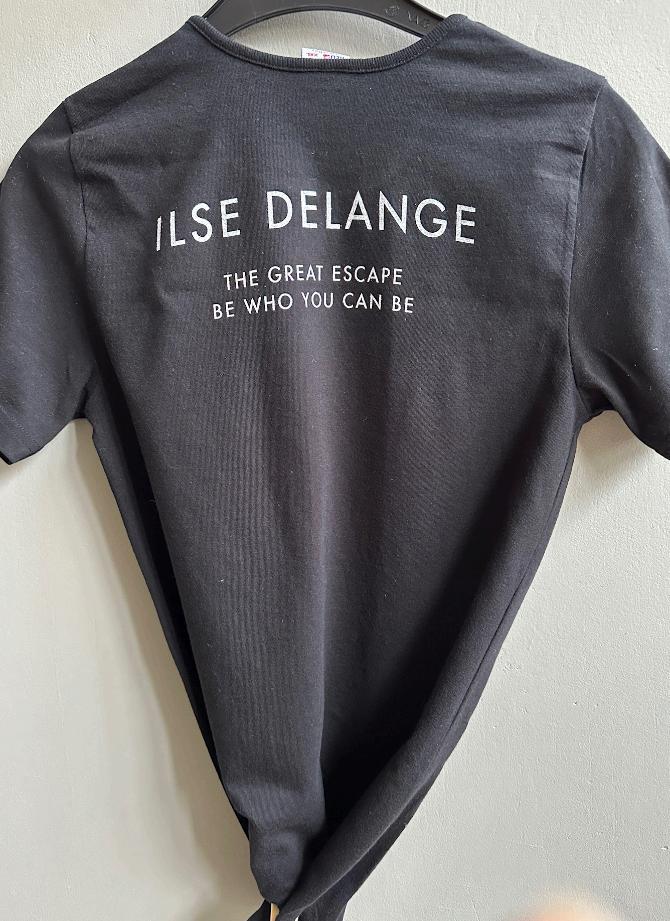 ILSE DELANGE
THE GREAT ESCAPE
BE WHO YOU CAN BE